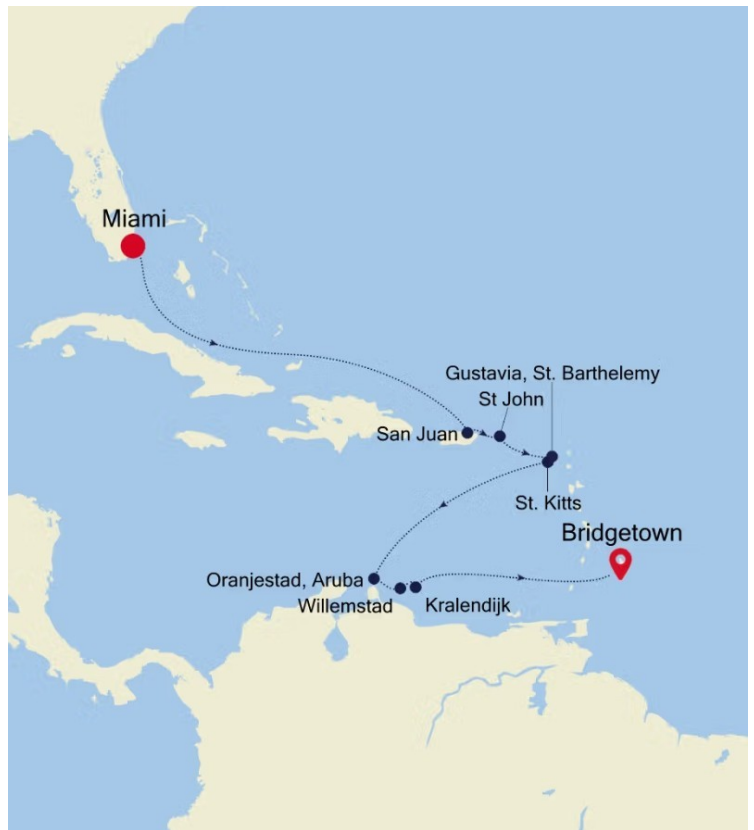 Miami
Gustavia, St. Barthelemy
St John
San Juan
St. Kitts
Bridgetown
Oranjestad, Aruba
Willemstad
Kralendijk